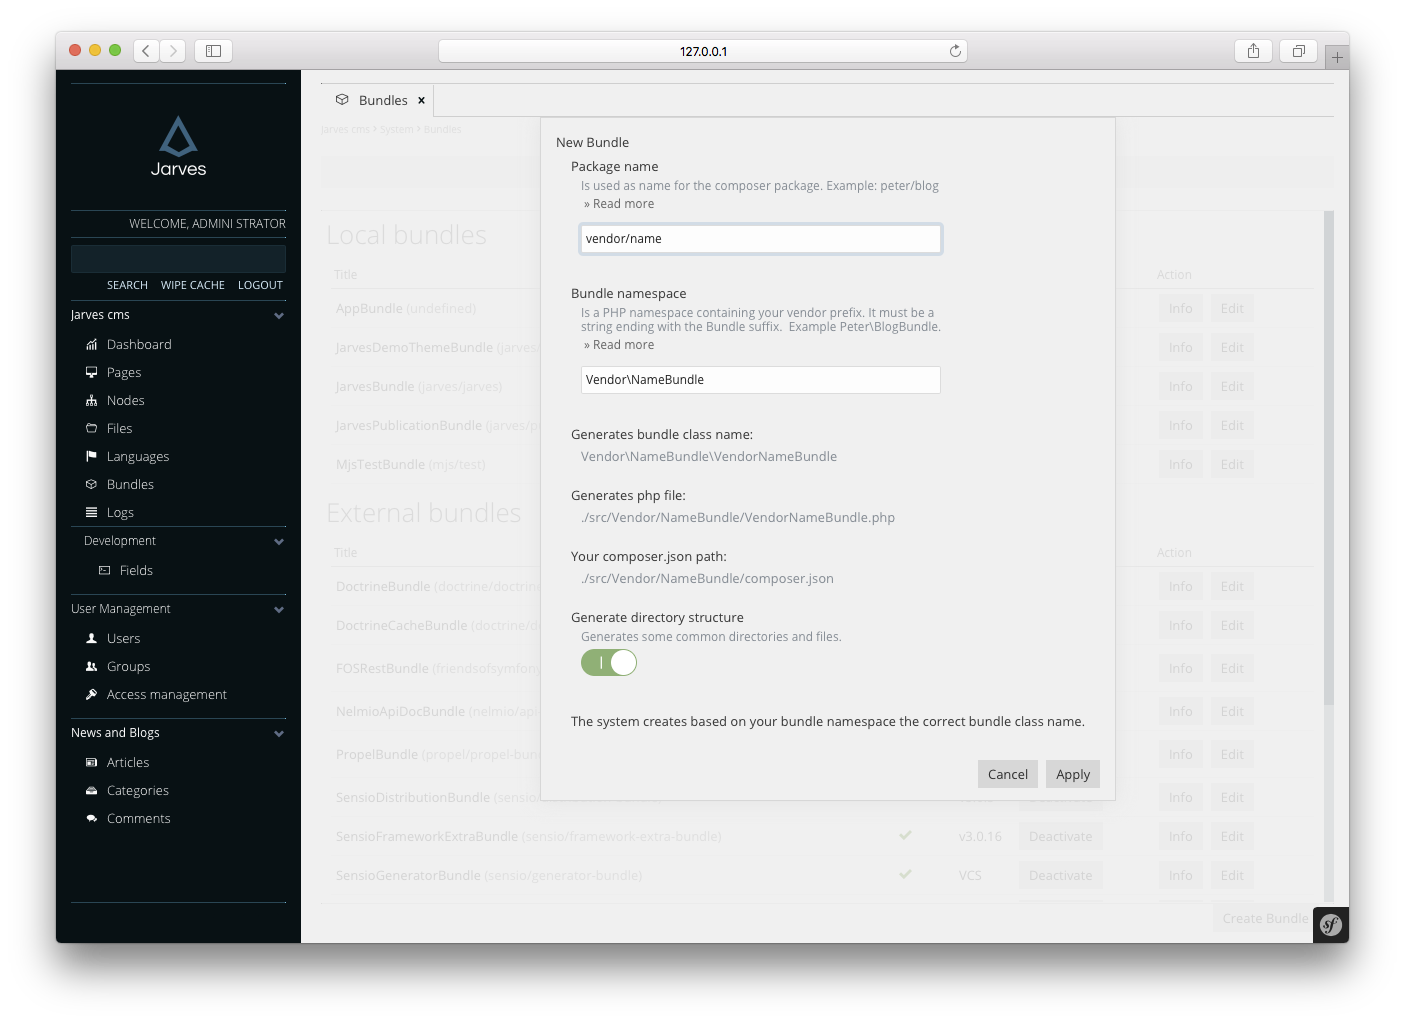 127.0.0.1
Jarves
WELCOME, ADMINI STRATOR
SEARCH WIPE CACHE LOGOUT
Jarves cms
Dashboard
Pages
Nodes
Files
Languages
Bundles
Logs
Development
Fields
User Management
Users
Groups
Access management
News and Blogs
Articles
Categories
Comments
Bundles x
Jarves cms › System › Bundles
Local bundles
Title Action
AppBundle (undefined) Info Edit
JarvesDemoThemeBundle (jarves/ Info Edit
JarvesBundle (jarves/jarves) Info Edit
JarvesPublicationBundle (jarves/p Info Edit
MjsTestBundle (mjs/test) Info Edit
External bundles
Title Action
DoctrineBundle (doctrine/doctrine Info Edit
DoctrineCacheBundle (doctrine/d Info Edit
FOSRestBundle (friendsofsymfony Info Edit
NelmioApiDocBundle (nelmio/api- Info Edit
PropelBundle (propel/propel-bun Info Edit
SensioDistributionBundle (sensio/ Info Edit
SensioFrameworkExtraBundle (sensio/framework-extra-bundle) v3.0.16 Deactivate Info Edit
SensioGeneratorBundle (sensio/generator-bundle) VCS Deactivate Info Edit
Create Bundle
sf
New Bundle
Package name
Is used as name for the composer package. Example: peter/blog
» Read more
vendor/name
Bundle namespace
Is a PHP namespace containing your vendor prefix. It must be a
string ending with the Bundle suffix. Example Peter\BlogBundle.
» Read more
Vendor\NameBundle
Generates bundle class name:
Vendor\NameBundle\VendorNameBundle
Generates php file:
./src/Vendor/NameBundle/VendorNameBundle.php
Your composer.json path:
./src/Vendor/NameBundle/composer.json
Generate directory structure
Generates some common directories and files.
The system creates based on your bundle namespace the correct bundle class name.
Cancel Apply